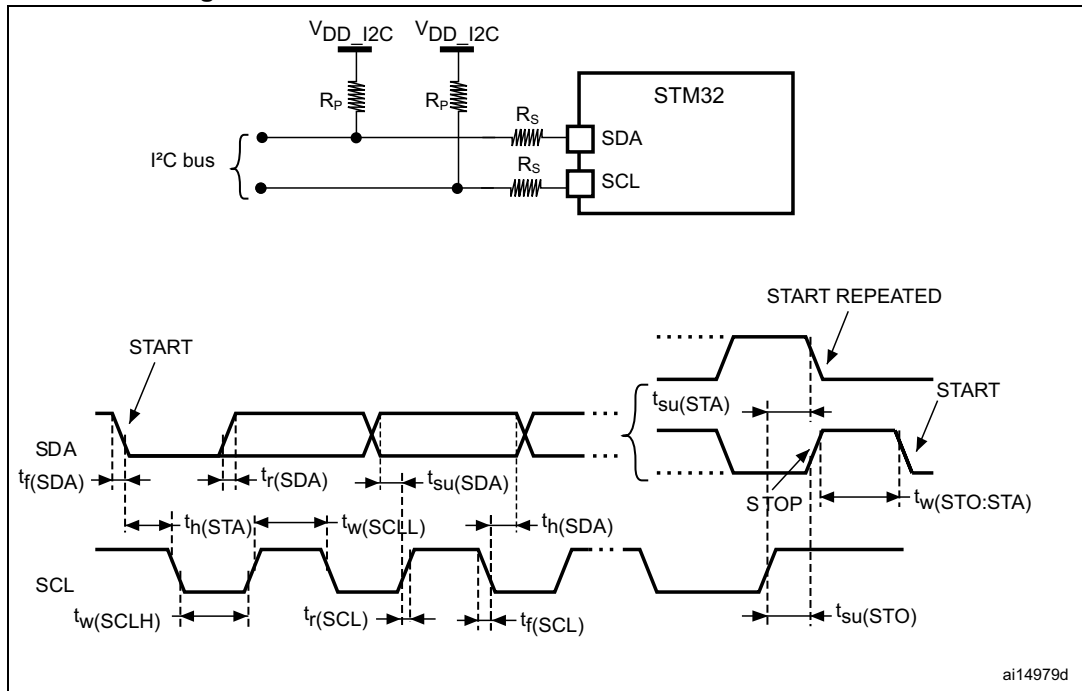 VDD_I2C VDD_I2C
RP RP
STM32
RS
SDA
I²C bus
RS
SCL
START REPEATED
START
tsu(STA)
START
SDA
tf(SDA) tr(SDA) tsu(SDA)
STOP
tw(STO:STA)
th(STA) tw(SCLL) th(SDA)
SCL
tw(SCLH) tr(SCL) tf(SCL) tsu(STO)
ai14979d